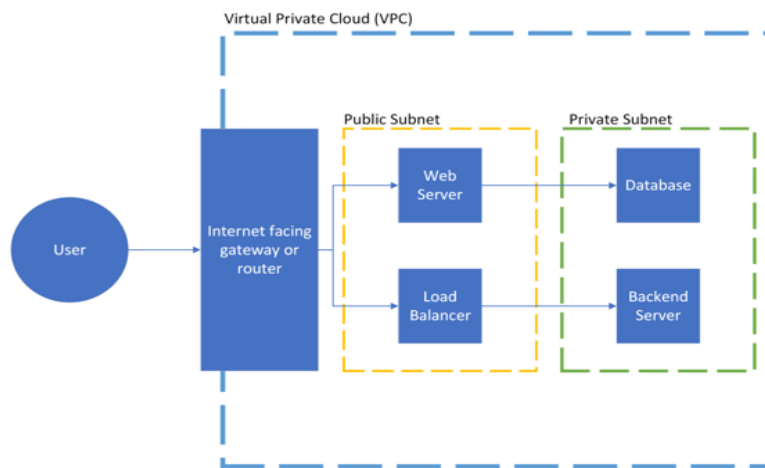 Virtual Private Cloud (VPC)
Public Subnet
Private Subnet
Web
Server
Database
User
Internet facing
gateway or
router
Load
Balancer
Backend
Server